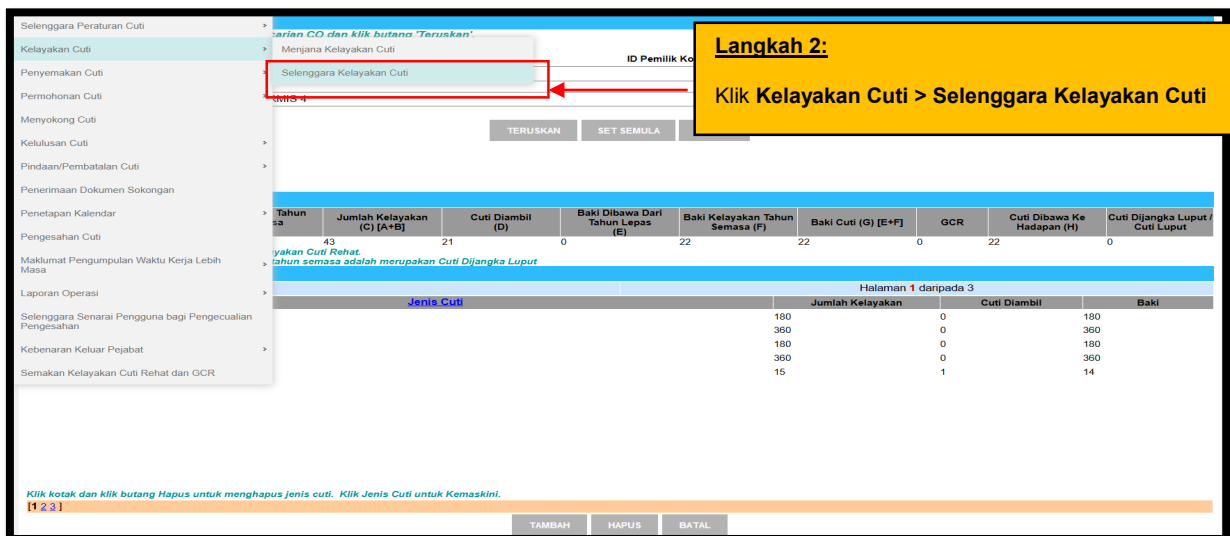 Selenggara Peraturan Cuti
Kelayakan Cuti
Penyemakan Cuti
Permohonan Cuti
Menyokong Cuti
Kelulusan Cuti
Pindaan/Pembatalan Cuti
Penerimaan Dokumen Sokongan
Penetapan Kalendar
Pengesahan Cuti
Maklumat Pengumpulan Waktu Kerja Lebih
Masa
Laporan Operasi
Selenggara Senarai Pengguna bagi Pengecualian
Pengesahan
Kebenaran Keluar Pejabat
Semakan Kelayakan Cuti Rehat dan GCR
Menjana Kelayakan Cuti
Selenggara Kelayakan Cuti
carian CO dan klik butang 'Teruskan'.
ID Pemilik Ko
KMIS 4
Langkah 2:
Klik Kelayakan Cuti > Selenggara Kelayakan Cuti
TERUSKAN SET SEMULA
Tahun
sa
Jumlah Kelayakan
(C) [A+B]
Cuti Diambil
(D)
Baki Dibawa Dari
Tahun Lepas
(E)
Baki Kelayakan Tahun
Semasa (F)
Baki Cuti (G) [E+F]
GCR
Cuti Dibawa Ke
Hadapan (H)
Cuti Dijangka Luput /
Cuti Luput
43 21 0 22 22 0 22 0
yakan Cuti Rehat.
tahun semasa adalah merupakan Cuti Dijangka Luput
Halaman 1 daripada 3
Jenis Cuti Jumlah Kelayakan Cuti Diambil Baki
180 0 180
360 0 360
180 0 180
360 0 360
15 1 14
Klik kotak dan klik butang Hapus untuk menghapus jenis cuti. Klik Jenis Cuti untuk Kemaskini.
[1 2 3 ]
TAMBAH HAPUS BATAL